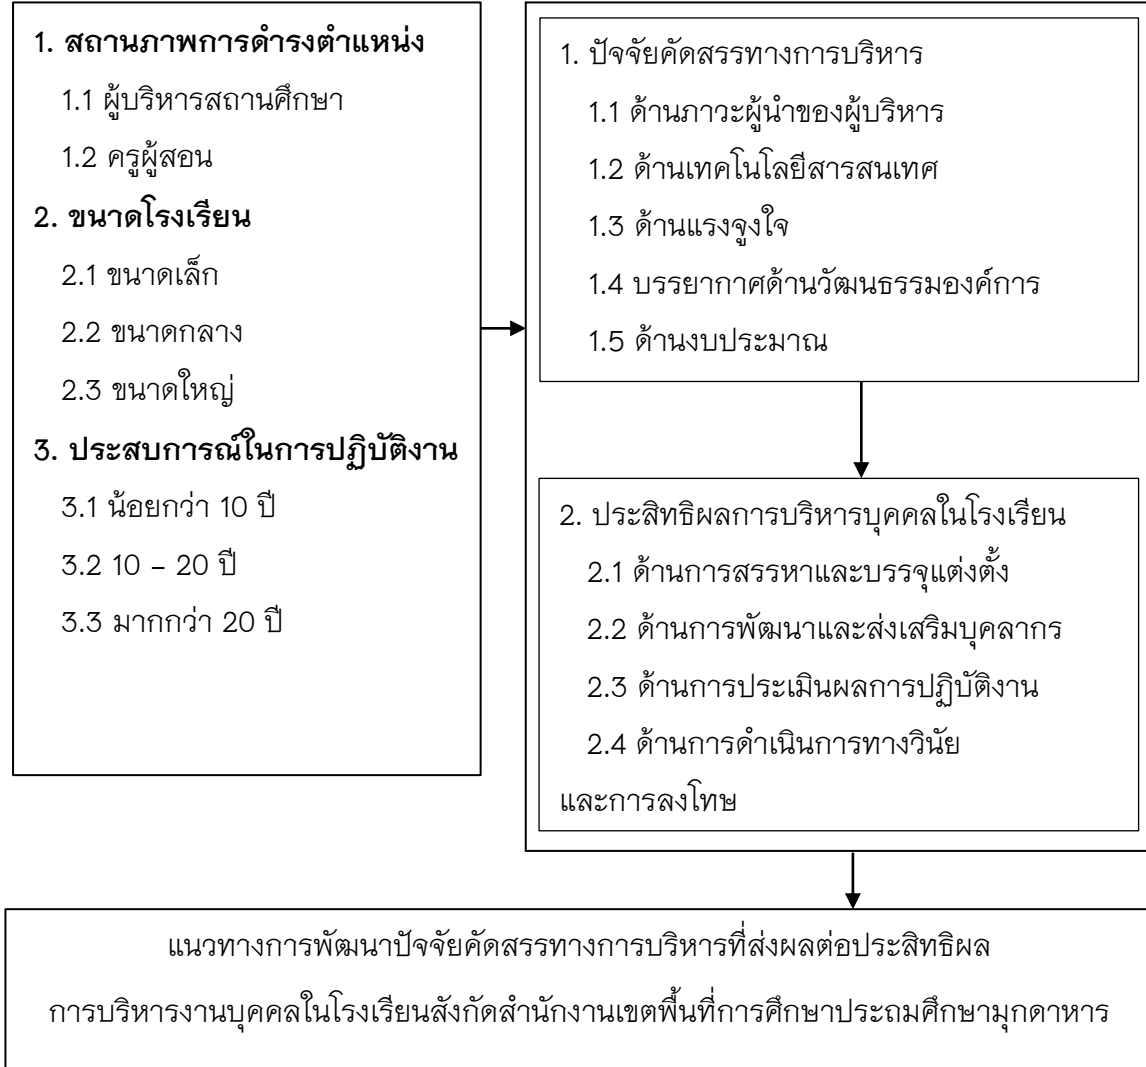 1. สถานภาพการดำรงตำแหน่ง
1.1 ผู้บริหารสถานศึกษา
1.2 ครูผู้สอน
2. ขนาดโรงเรียน
2.1 ขนาดเล็ก
2.2 ขนาดกลาง
2.3 ขนาดใหญ่
3. ประสบการณ์ในการปฏิบัติงาน
3.1 น้อยกว่า 10 ปี
3.2 10 – 20 ปี
3.3 มากกว่า 20 ปี
1. ปัจจัยคัดสรรทางการบริหาร
1.1 ด้านภาวะผู้นำของผู้บริหาร
1.2 ด้านเทคโนโลยีสารสนเทศ
1.3 ด้านแรงจูงใจ
1.4 บรรยากาศด้านวัฒนธรรมองค์การ
1.5 ด้านงบประมาณ
2. ประสิทธิผลการบริหารบุคคลในโรงเรียน
2.1 ด้านการสรรหาและบรรจุแต่งตั้ง
2.2 ด้านการพัฒนาและส่งเสริมบุคลากร
2.3 ด้านการประเมินผลการปฏิบัติงาน
2.4 ด้านการดำเนินการทางวินัย
และการลงโทษ
แนวทางการพัฒนาปัจจัยคัดสรรทางการบริหารที่ส่งผลต่อประสิทธิผล
การบริหารงานบุคคลในโรงเรียนสังกัดสำนักงานเขตพื้นที่การศึกษาประถมศึกษามุกดาหาร